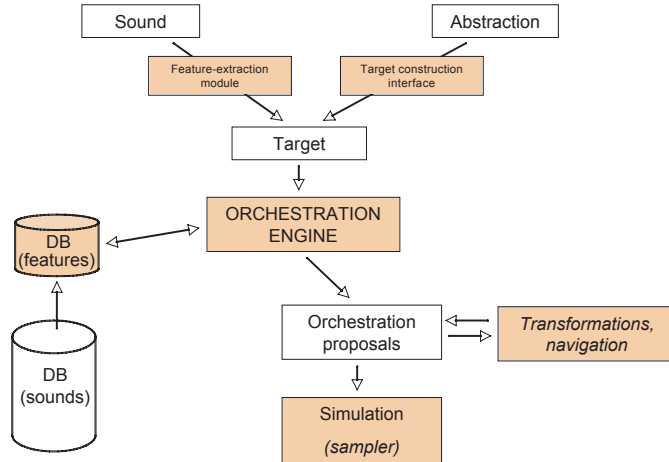 Sound
Abstraction
Feature-extraction
module
Target construction
interface
Target
ORCHESTRATION
ENGINE
DB
(features)
Orchestration
proposals
Transformations,
navigation
DB
(sounds)
Simulation
(sampler)